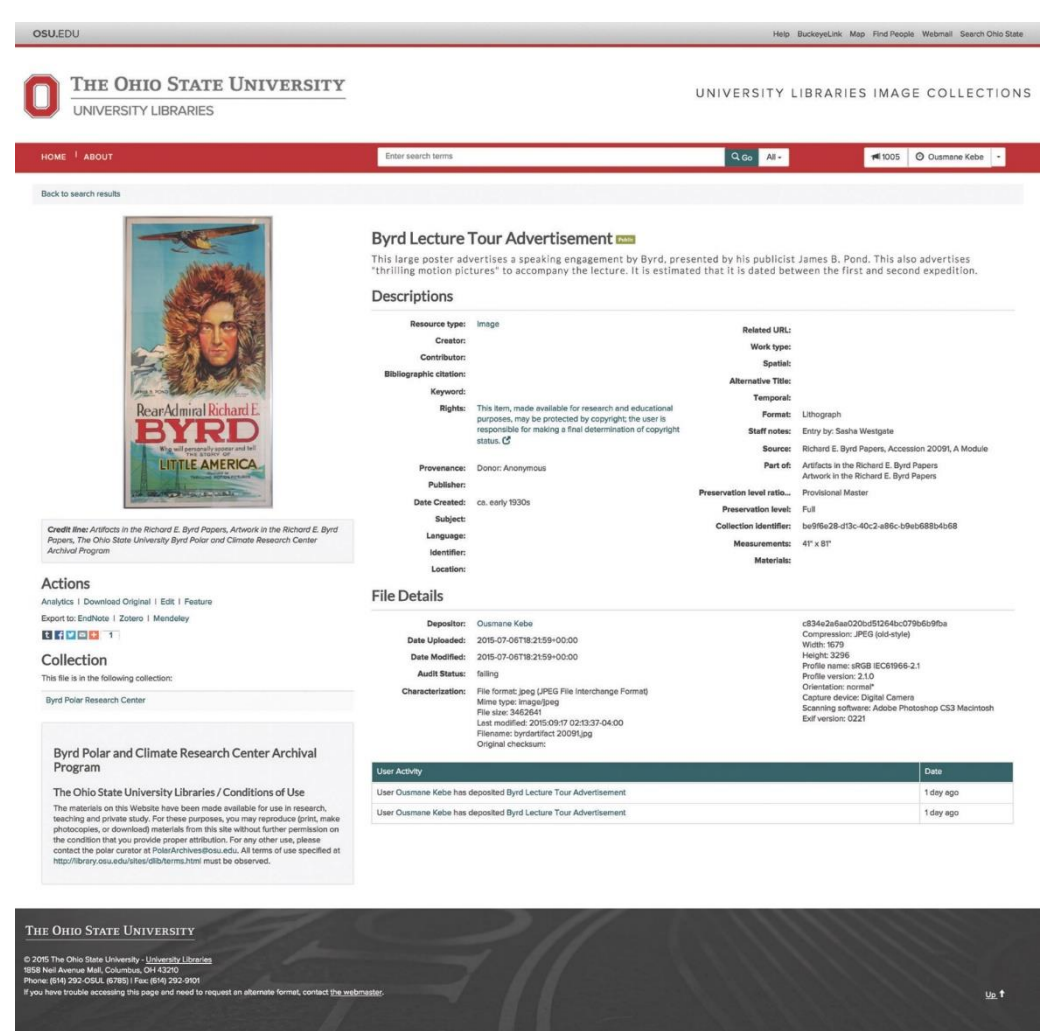 OSU.EDU
Help BuckeyeLink Map Find People Webmail Search Ohio State
THE OHIO STATE UNIVERSITY
UNIVERSITY LIBRARIES
UNIVERSITY LIBRARIES IMAGE COLLECTIONS
HOME ABOUT
Enter search terms
Go All
1005 Ousmane Kebe
Back to search results
Rear Admiral Richard E.
BYRD
Who will personally appear and tell
THE STORY OF
LITTLE AMERICA
Credit line: Artifacts in the Richard E. Byrd Papers, Artwork in the Richard E. Byrd
Papers, The Ohio State University Byrd Polar and Climate Research Center
Archival Program
Actions
Analytics | Download Original | Edit | Feature
Export to: EndNote | Zotero | Mendeley
1
Collection
This file is in the following collection:
Byrd Polar Research Center
Byrd Polar and Climate Research Center Archival
Program
The Ohio State University Libraries / Conditions of Use
The materials on this Website have been made available for use in research,
teaching and private study. For these purposes, you may reproduce (print, make
photocopies, or download) materials from this site without further permission on
the condition that you provide proper attribution. For any other use, please
contact the polar curator at PolarArchives@osu.edu. All terms of use specified at
http://library.osu.edu/sites/dlib/terms.html must be observed.
Byrd Lecture Tour Advertisement Public
This large poster advertises a speaking engagement by Byrd, presented by his publicist James B. Pond. This also advertises
"thrilling motion pictures" to accompany the lecture. It is estimated that it is dated between the first and second expedition.
Descriptions
Resource type: Image
Creator:
Contributor:
Bibliographic citation:
Keyword:
Rights: This item, made available for research and educational
purposes, may be protected by copyright; the user is
responsible for making a final determination of copyright
status.
Provenance: Donor: Anonymous
Publisher:
Date Created: ca. early 1930s
Subject:
Language:
Identifier:
Location:
Related URL:
Work type:
Spatial:
Alternative Title:
Temporal:
Format: Lithograph
Staff notes: Entry by: Sasha Westgate
Source: Richard E. Byrd Papers, Accession 20091, A Module
Part of: Artifacts in the Richard E. Byrd Papers
Artwork in the Richard E. Byrd Papers
Preservation level ratio... Provisional Master
Preservation level: Full
Collection identifier: be9f6e28-d13c-40c2-a86c-b9eb688b4b68
Measurements: 41" x 81"
Materials:
File Details
Depositor: Ousmane Kebe
Date Uploaded: 2015-07-06T18:21:59+00:00
Date Modified: 2015-07-06T18:21:59+00:00
Audit Status: failing
Characterization: File format: jpeg (JPEG File Interchange Format)
Mime type: image/jpeg
File size: 3462641
Last modified: 2015:09:17 02:13:37-04:00
Filename: byrdartifact 20091.jpg
Original checksum:
c834e2a6aa020bd51264bc079b6b9fba
Compression: JPEG (old-style)
Width: 1679
Height: 3296
Profile name: sRGB IEC61966-2.1
Profile version: 2.1.0
Orientation: normal*
Capture device: Digital Camera
Scanning software: Adobe Photoshop CS3 Macintosh
Exif version: 0221
User Activity Date
User Ousmane Kebe has deposited Byrd Lecture Tour Advertisement 1 day ago
User Ousmane Kebe has deposited Byrd Lecture Tour Advertisement 1 day ago
THE OHIO STATE UNIVERSITY
© 2015 The Ohio State University - University Libraries
1858 Neil Avenue Mall, Columbus, OH 43210
Phone: (614) 292-OSUL (6785) | Fax: (614) 292-9101
If you have trouble accessing this page and need to request an alternate format, contact the webmaster.
Up